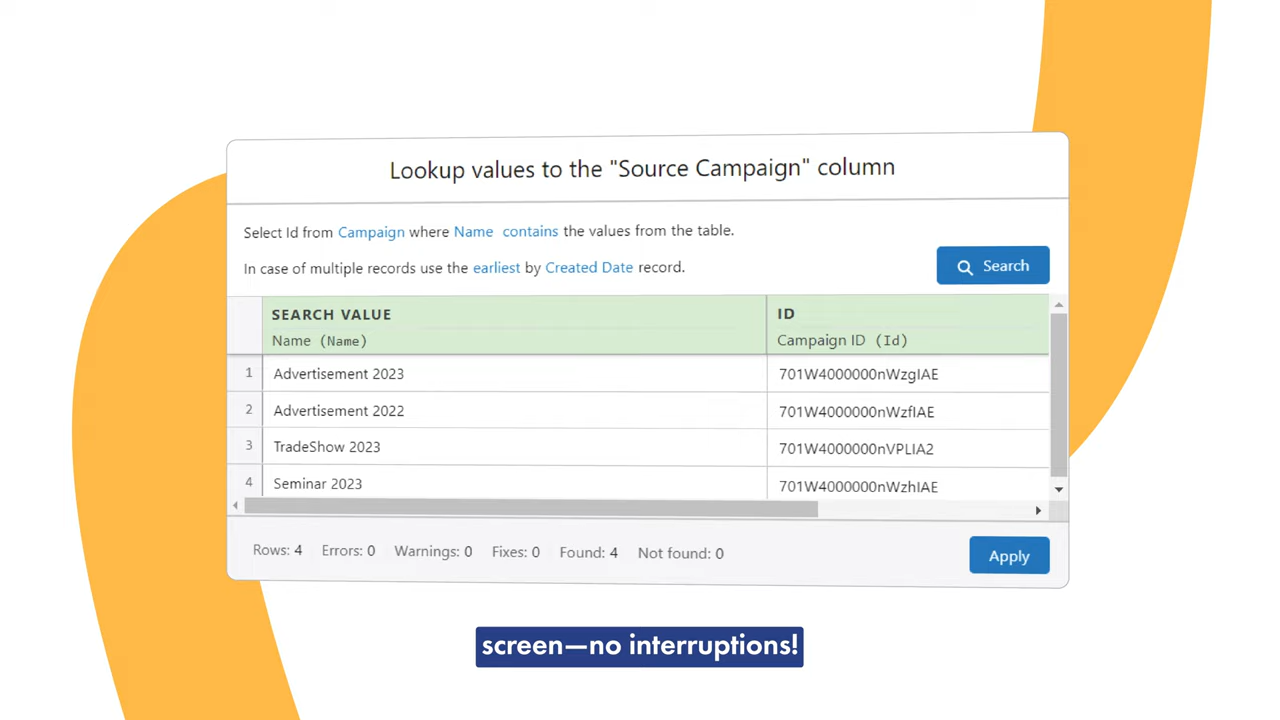 Lookup values to the "Source Campaign" column
Select Id from Campaign where Name contains the values from the table.
In case of multiple records use the earliest by Created Date record.
Search
SEARCH VALUE ID
Name (Name) Campaign ID (Id)
1 Advertisement 2023 701W4000000nWzgIAE
2 Advertisement 2022 701W4000000nWzfIAE
3 TradeShow 2023 701W4000000nVPLIA2
4 Seminar 2023 701W4000000nWzhIAE
Rows: 4 Errors: 0 Warnings: 0 Fixes: 0 Found: 4 Not found: 0
Apply
screen—no interruptions!